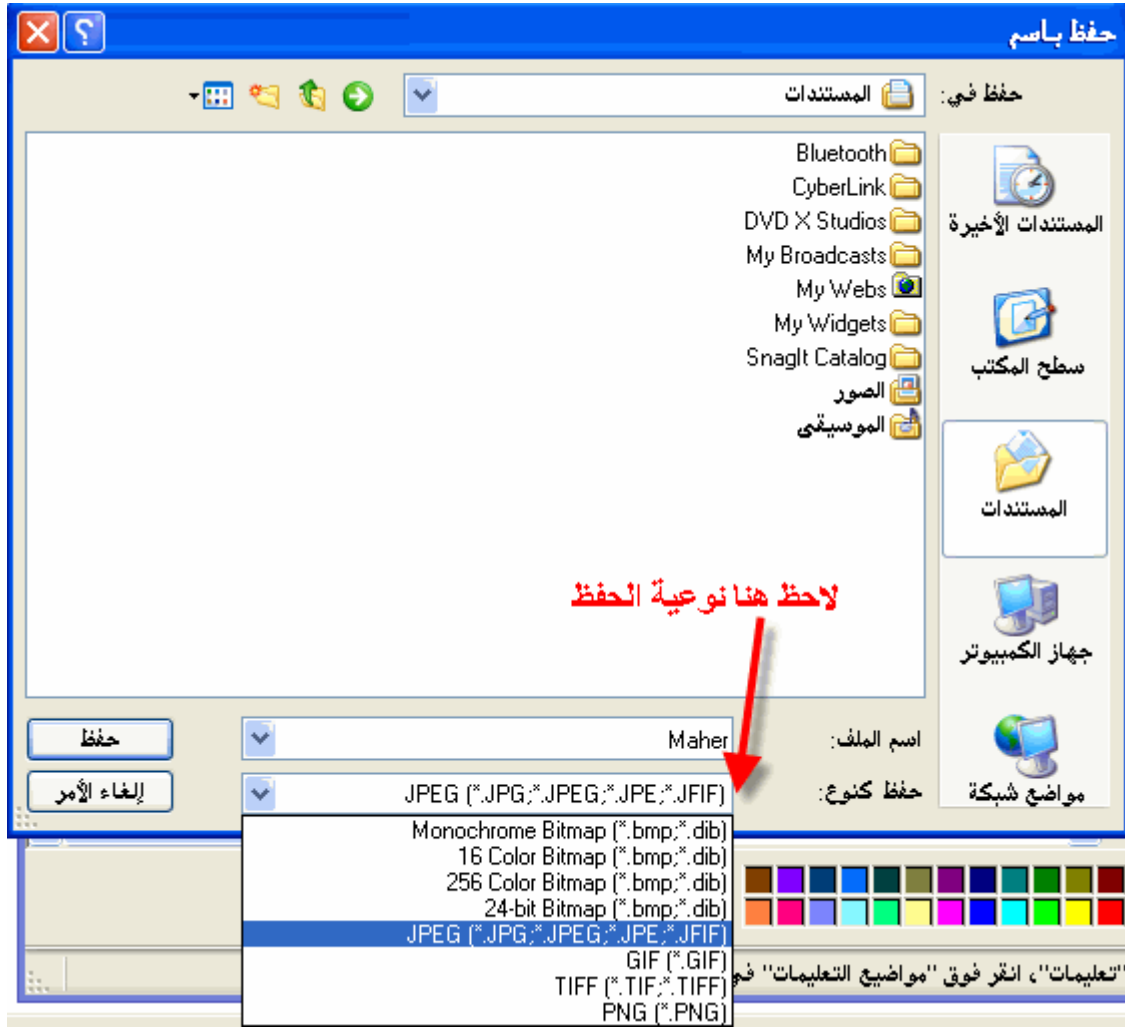 حفظ باسم
حفظ في:
المستندات
المستندات الأخيرة
سطح المكتب
المستندات
جهاز الكمبيوتر
مواضع شبكة
Bluetooth
CyberLink
DVD X Studios
My Broadcasts
My Webs
My Widgets
SnagIt Catalog
الصور
الموسيقى
لاحظ هنا نوعية الحفظ
اسم الملف:
Maher
حفظ
حفظ كنوع:
JPEG (*.JPG;*.JPEG;*.JPE;*.JFIF)
إلغاء الأمر
Monochrome Bitmap (*.bmp;*.dib)
16 Color Bitmap (*.bmp;*.dib)
256 Color Bitmap (*.bmp;*.dib)
24-bit Bitmap (*.bmp;*.dib)
JPEG (*.JPG;*.JPEG;*.JPE;*.JFIF)
GIF (*.GIF)
TIFF (*.TIF;*.TIFF)
PNG (*.PNG)
"تعليمات"، انقر فوق "مواضيع التعليمات" في